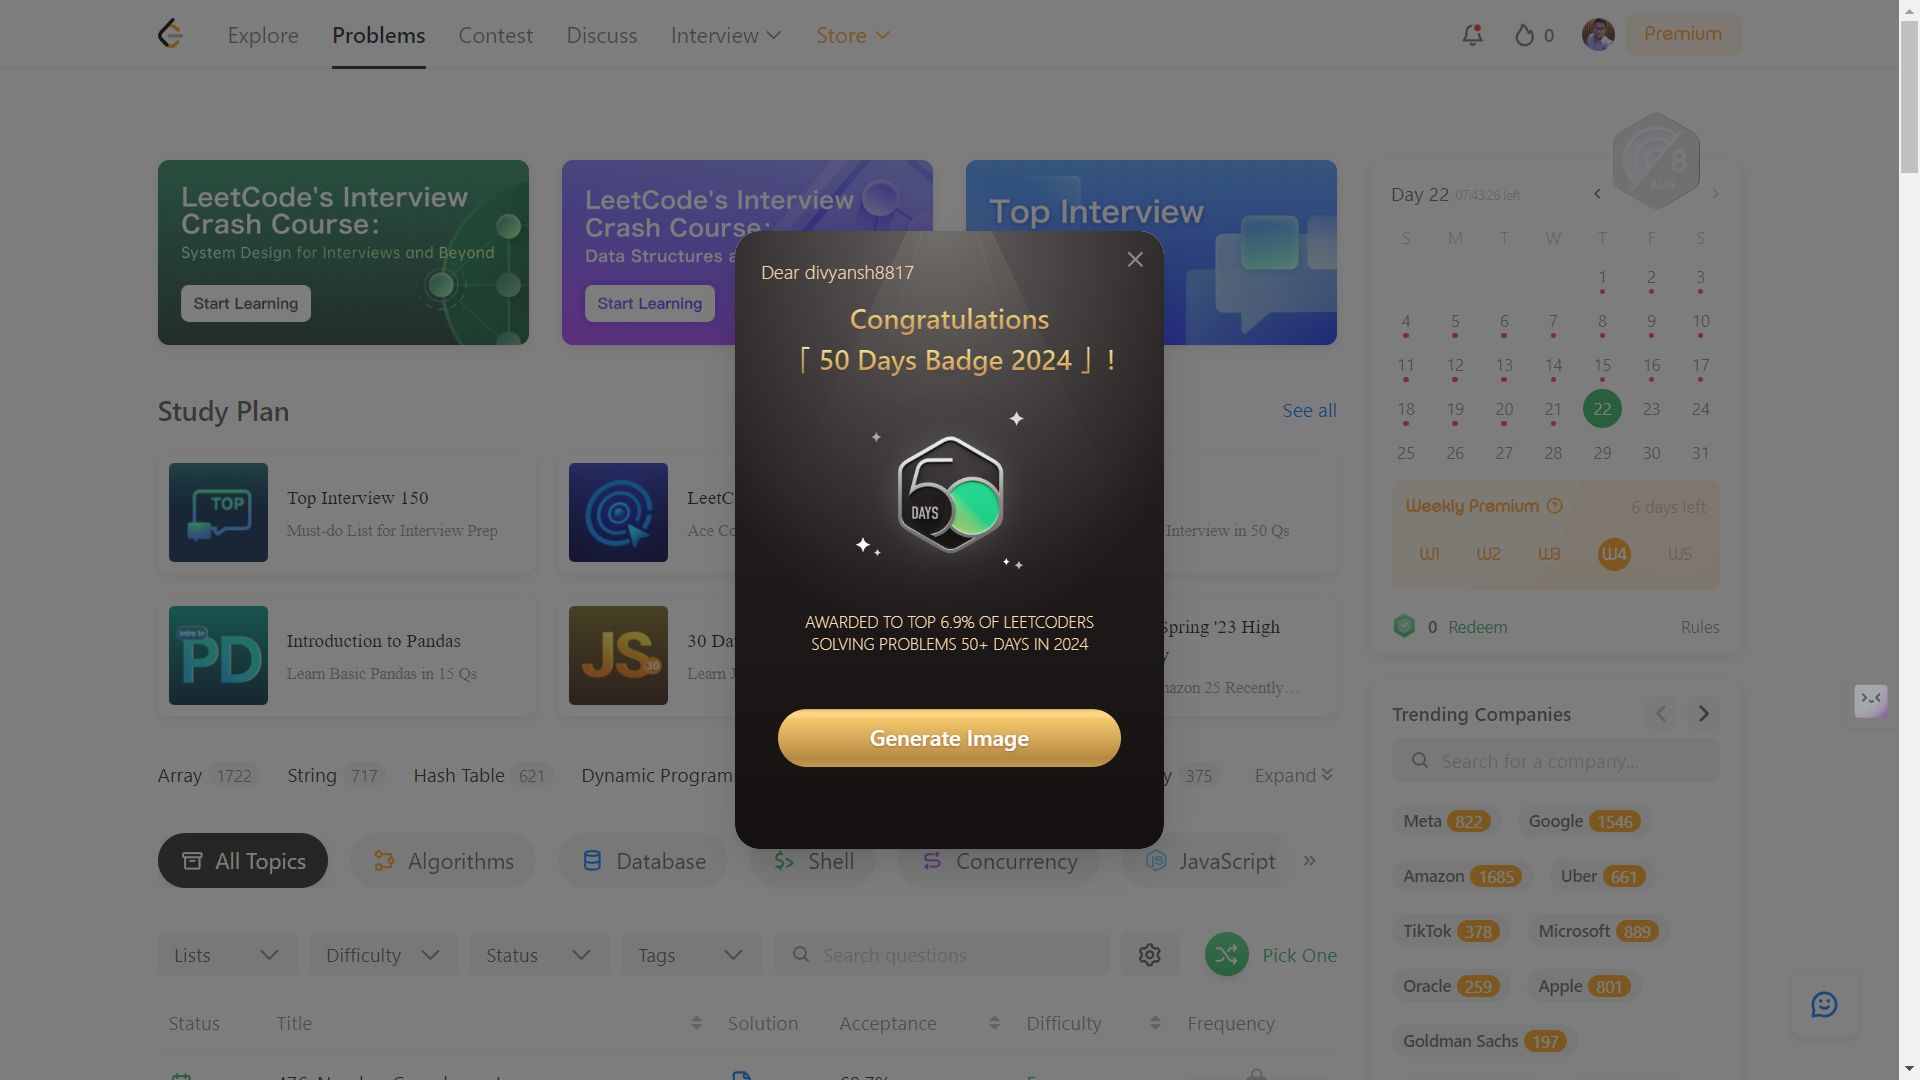 Explore Problems Contest Discuss Interview Store 0 Premium
LeetCode's Interview
Crash Course:
System Design for Interviews and Beyond
Start Learning
LeetCode's Interview
Crash Course:
Data Structures a
Start Learning
Top Interview
Dear divyansh8817
Congratulations
「 50 Days Badge 2024 」 !
50
DAYS
AWARDED TO TOP 6.9% OF LEETCODERS
SOLVING PROBLEMS 50+ DAYS IN 2024
Generate Image
Study Plan See all
TOP
Top Interview 150
Must-do List for Interview Prep
LeetC
Ace Co
Interview in 50 Qs
Intro to
PD
Introduction to Pandas
Learn Basic Pandas in 15 Qs
JS 30
30 Da
Learn J
Spring '23 High
y
mazon 25 Recently...
Array 1722 String 717 Hash Table 621 Dynamic Program y 375 Expand
All Topics Algorithms Database Shell Concurrency JavaScript
Lists Difficulty Status Tags Search questions Pick One
Status Title Solution Acceptance Difficulty Frequency
8
AUG
Day 22 07:43:26 left
S M T W T F S
1 2 3
4 5 6 7 8 9 10
11 12 13 14 15 16 17
18 19 20 21 22 23 24
25 26 27 28 29 30 31
Weekly Premium 6 days left
W1 W2 W3 W4 W5
0 Redeem Rules
Trending Companies
Search for a company...
Meta 822 Google 1546
Amazon 1685 Uber 661
TikTok 378 Microsoft 889
Oracle 259 Apple 801
Goldman Sachs 197